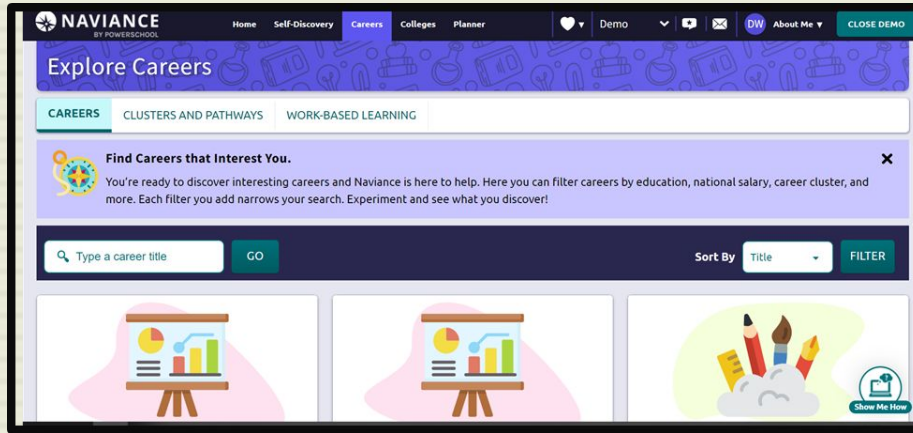 NAVIANCE
BY POWERSCHOOL
Home Self-Discovery Careers Colleges Planner Demo DW About Me CLOSE DEMO
Explore Careers
CAREERS CLUSTERS AND PATHWAYS WORK-BASED LEARNING
Find Careers that Interest You.
You're ready to discover interesting careers and Naviance is here to help. Here you can filter careers by education, national salary, career cluster, and
more. Each filter you add narrows your search. Experiment and see what you discover!
Type a career title GO Sort By Title FILTER
Show Me How